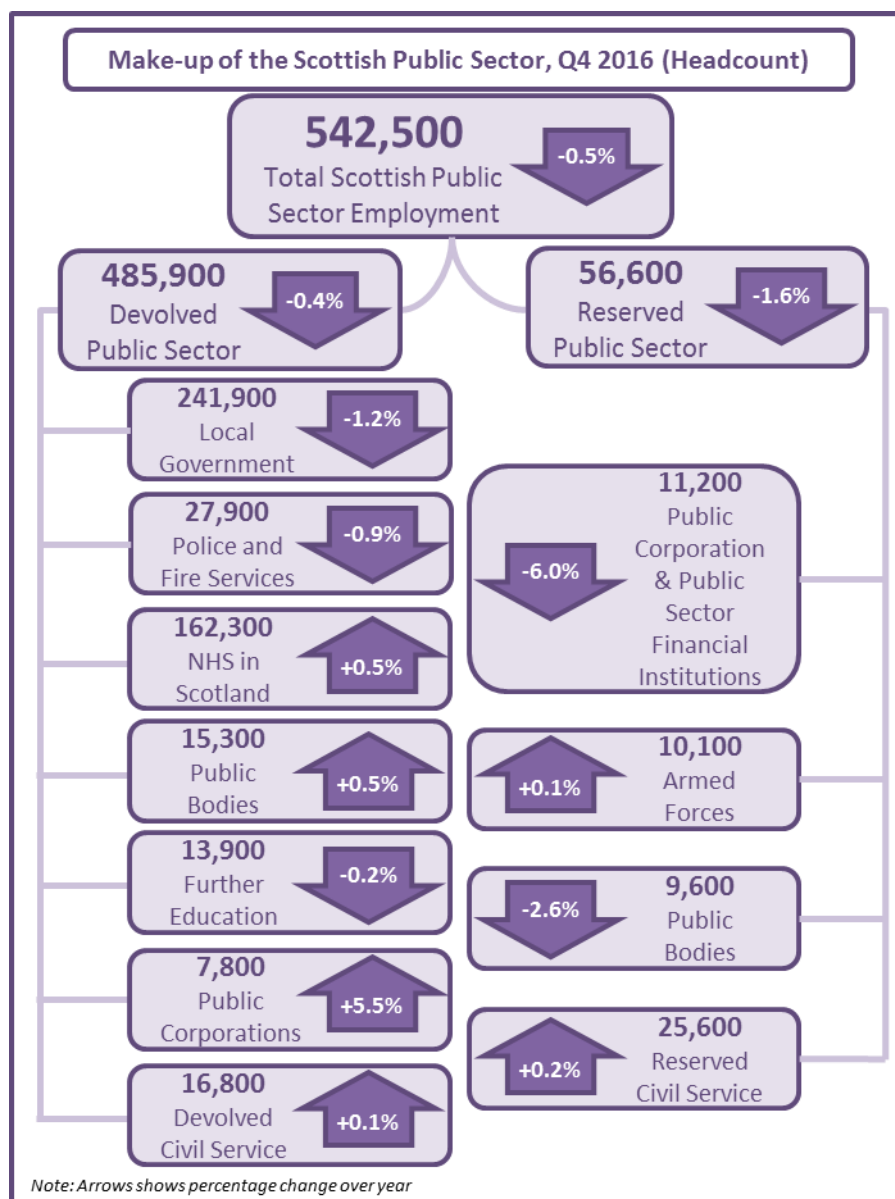 Make-up of the Scottish Public Sector, Q4 2016 (Headcount)
542,500
Total Scottish Public
Sector Employment
-0.5%
485,900
Devolved
Public Sector
-0.4%
56,600
Reserved
Public Sector
-1.6%
241,900
Local
Government
-1.2%
27,900
Police and
Fire Services
-0.9%
162,300
NHS in
Scotland
+0.5%
15,300
Public
Bodies
+0.5%
13,900
Further
Education
-0.2%
7,800
Public
Corporations
+5.5%
16,800
Devolved
Civil Service
+0.1%
11,200
Public
Corporation
& Public
Sector
Financial
Institutions
-6.0%
10,100
Armed
Forces
+0.1%
9,600
Public
Bodies
-2.6%
25,600
Reserved
Civil Service
+0.2%
Note: Arrows shows percentage change over year